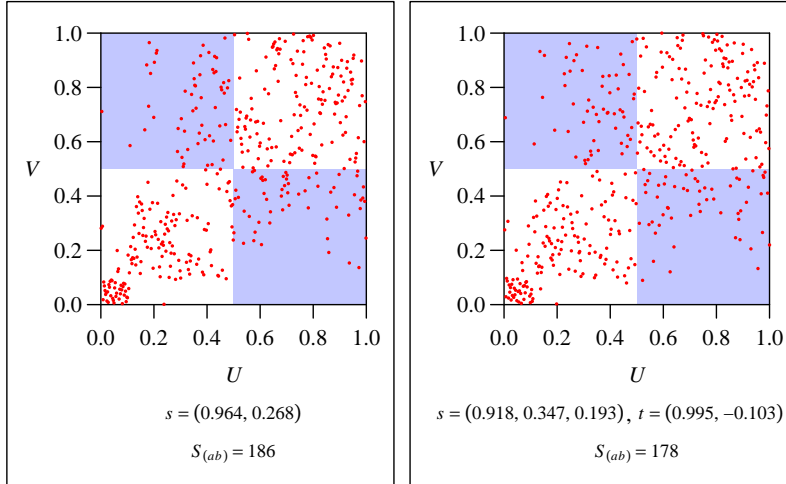 1.0
0.8
0.6
V
0.4
0.2
0.0
0.0 0.2 0.4 0.6 0.8 1.0
U
s = (0.964, 0.268)
S(ab) = 186
1.0
0.8
0.6
V
0.4
0.2
0.0
0.0 0.2 0.4 0.6 0.8 1.0
U
s = (0.918, 0.347, 0.193), t = (0.995, −0.103)
S(ab) = 178